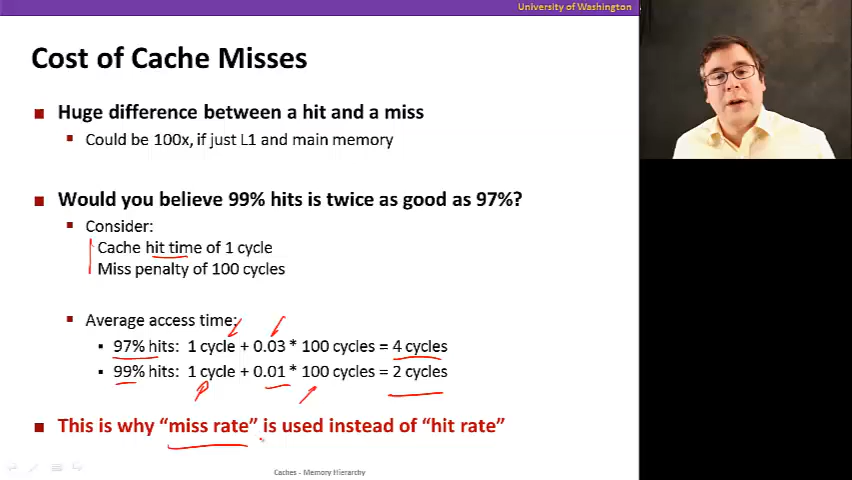 University of Washington
Cost of Cache Misses
Huge difference between a hit and a miss
Could be 100x, if just L1 and main memory
Would you believe 99% hits is twice as good as 97%?
Consider:
Cache hit time of 1 cycle
Miss penalty of 100 cycles
Average access time:
97% hits: 1 cycle + 0.03 * 100 cycles = 4 cycles
99% hits: 1 cycle + 0.01 * 100 cycles = 2 cycles
This is why “miss rate” is used instead of “hit rate”
Caches - Memory Hierarchy